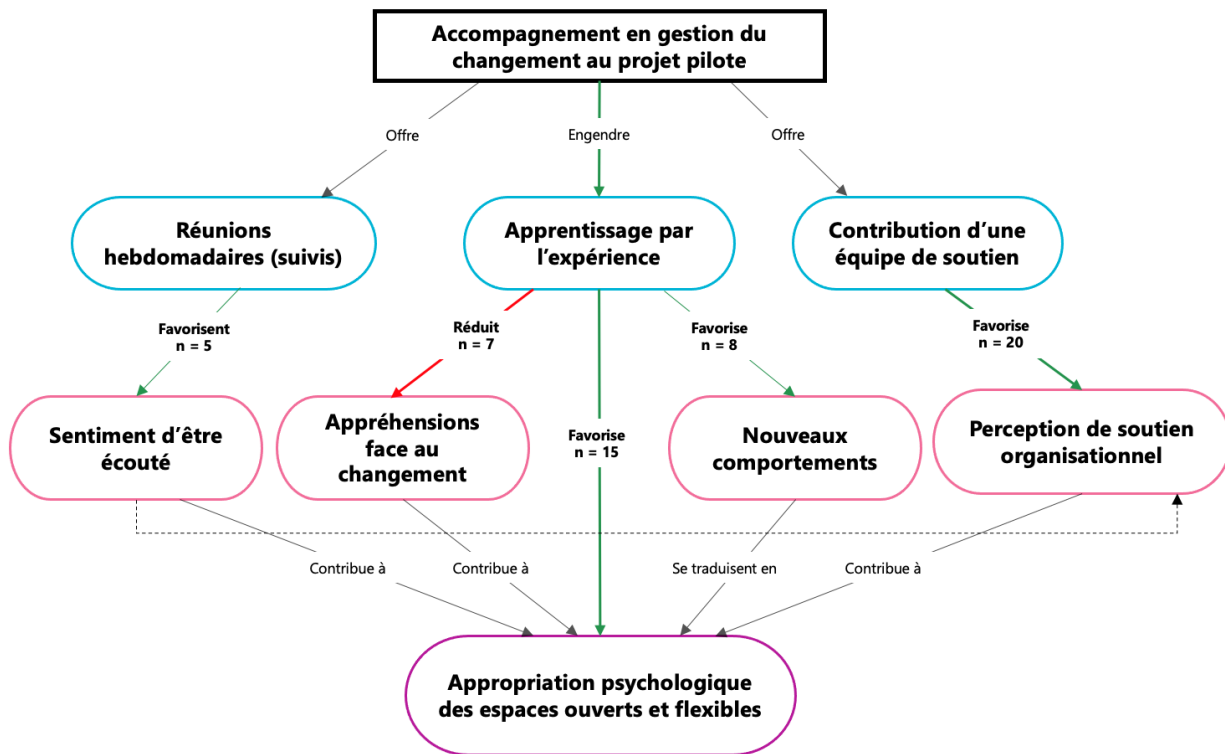 Accompagnement en gestion du
changement au projet pilote
Offre
Engendre
Offre
Réunions
hebdomadaires (suivis)
Apprentissage par
l’expérience
Contribution d’une
équipe de soutien
Favorisent
n = 5
Réduit
n = 7
Favorise
n = 8
Favorise
n = 20
Sentiment d’être
écouté
Appréhensions
face au
changement
Favorise
n = 15
Nouveaux
comportements
Perception de soutien
organisationnel
Contribue à
Contribue à
Se traduisent en
Contribue à
Appropriation psychologique
des espaces ouverts et flexibles